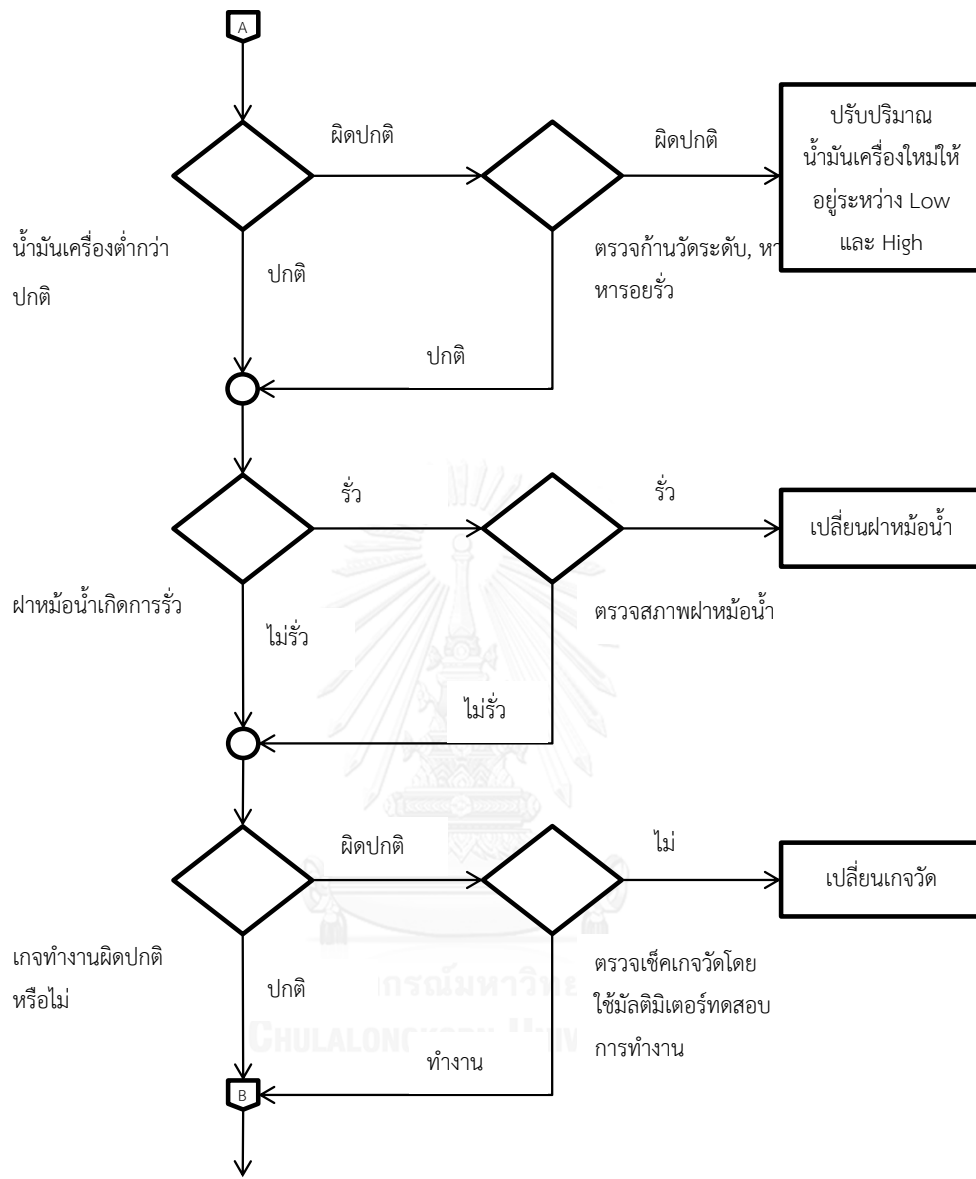 A
ผิดปกติ
ผิดปกติ
ปรับปริมาณ
น้ำมันเครื่องใหม่ให้
อยู่ระหว่าง Low
และ High
น้ำมันเครื่องต่ำกว่า
ปกติ
ปกติ
ตรวจก้านวัดระดับ, หา
หารอยรั่ว
ปกติ
รั่ว
รั่ว
เปลี่ยนฝาหม้อน้ำ
ฝาหม้อน้ำเกิดการรั่ว
ไม่รั่ว
ตรวจสภาพฝาหม้อน้ำ
ไม่รั่ว
ผิดปกติ
ไม่
เปลี่ยนเกจวัด
เกจทำงานผิดปกติ
หรือไม่
ปกติ
ตรวจเช็คเกจวัดโดย
ใช้มัลติมิเตอร์ทดสอบ
การทำงาน
ทำงาน
B